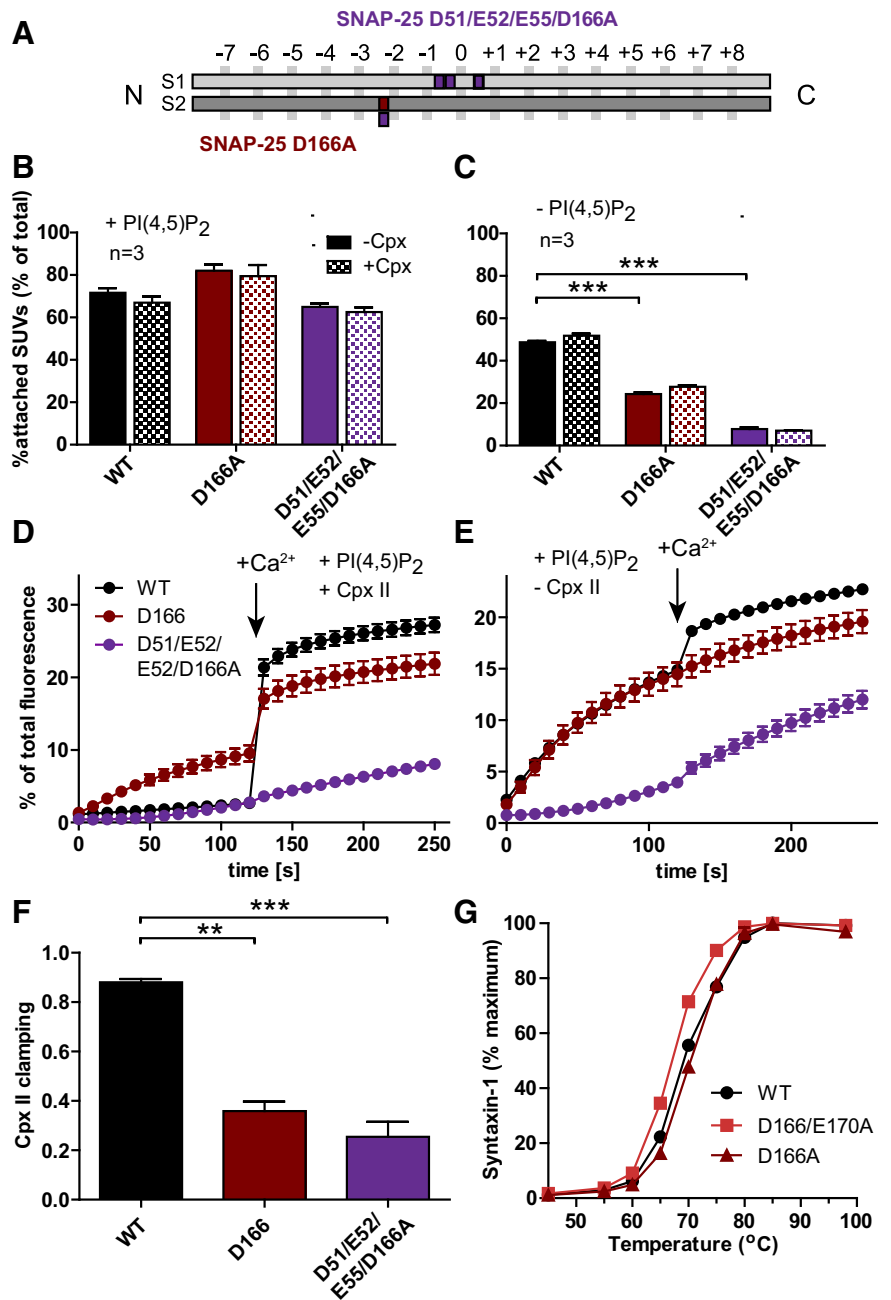 A
SNAP-25 D51/E52/E55/D166A
-7 -6 -5 -4 -3 -2 -1 0 +1 +2 +3 +4 +5 +6 +7 +8
N S1 C
S2
SNAP-25 D166A
B
%attached SUVs (% of total)
+ PI(4,5)P2
n=3
-Cpx
+Cpx
100
80
60
40
20
0
WT
D166A
D51/E52/
E55/D166A
C
- PI(4,5)P2
n=3
***
***
100
80
60
40
20
0
WT
D166A
D51/E52/
E55/D166A
D
+Ca2+
+ PI(4,5)P2
+ Cpx II
WT
D166
D51/E52/
E52/D166A
% of total fluorescence
30
20
10
0
0 50 100 150 200 250
time [s]
E
+ PI(4,5)P2
- Cpx II
+Ca2+
20
15
10
5
0
0 100 200
time [s]
F
***
**
Cpx II clamping
1.0
0.8
0.6
0.4
0.2
0.0
WT
D166
D51/E52/
E55/D166A
G
Syntaxin-1 (% maximum)
100
80
60
40
20
0
WT
D166/E170A
D166A
50 60 70 80 90 100
Temperature (oC)